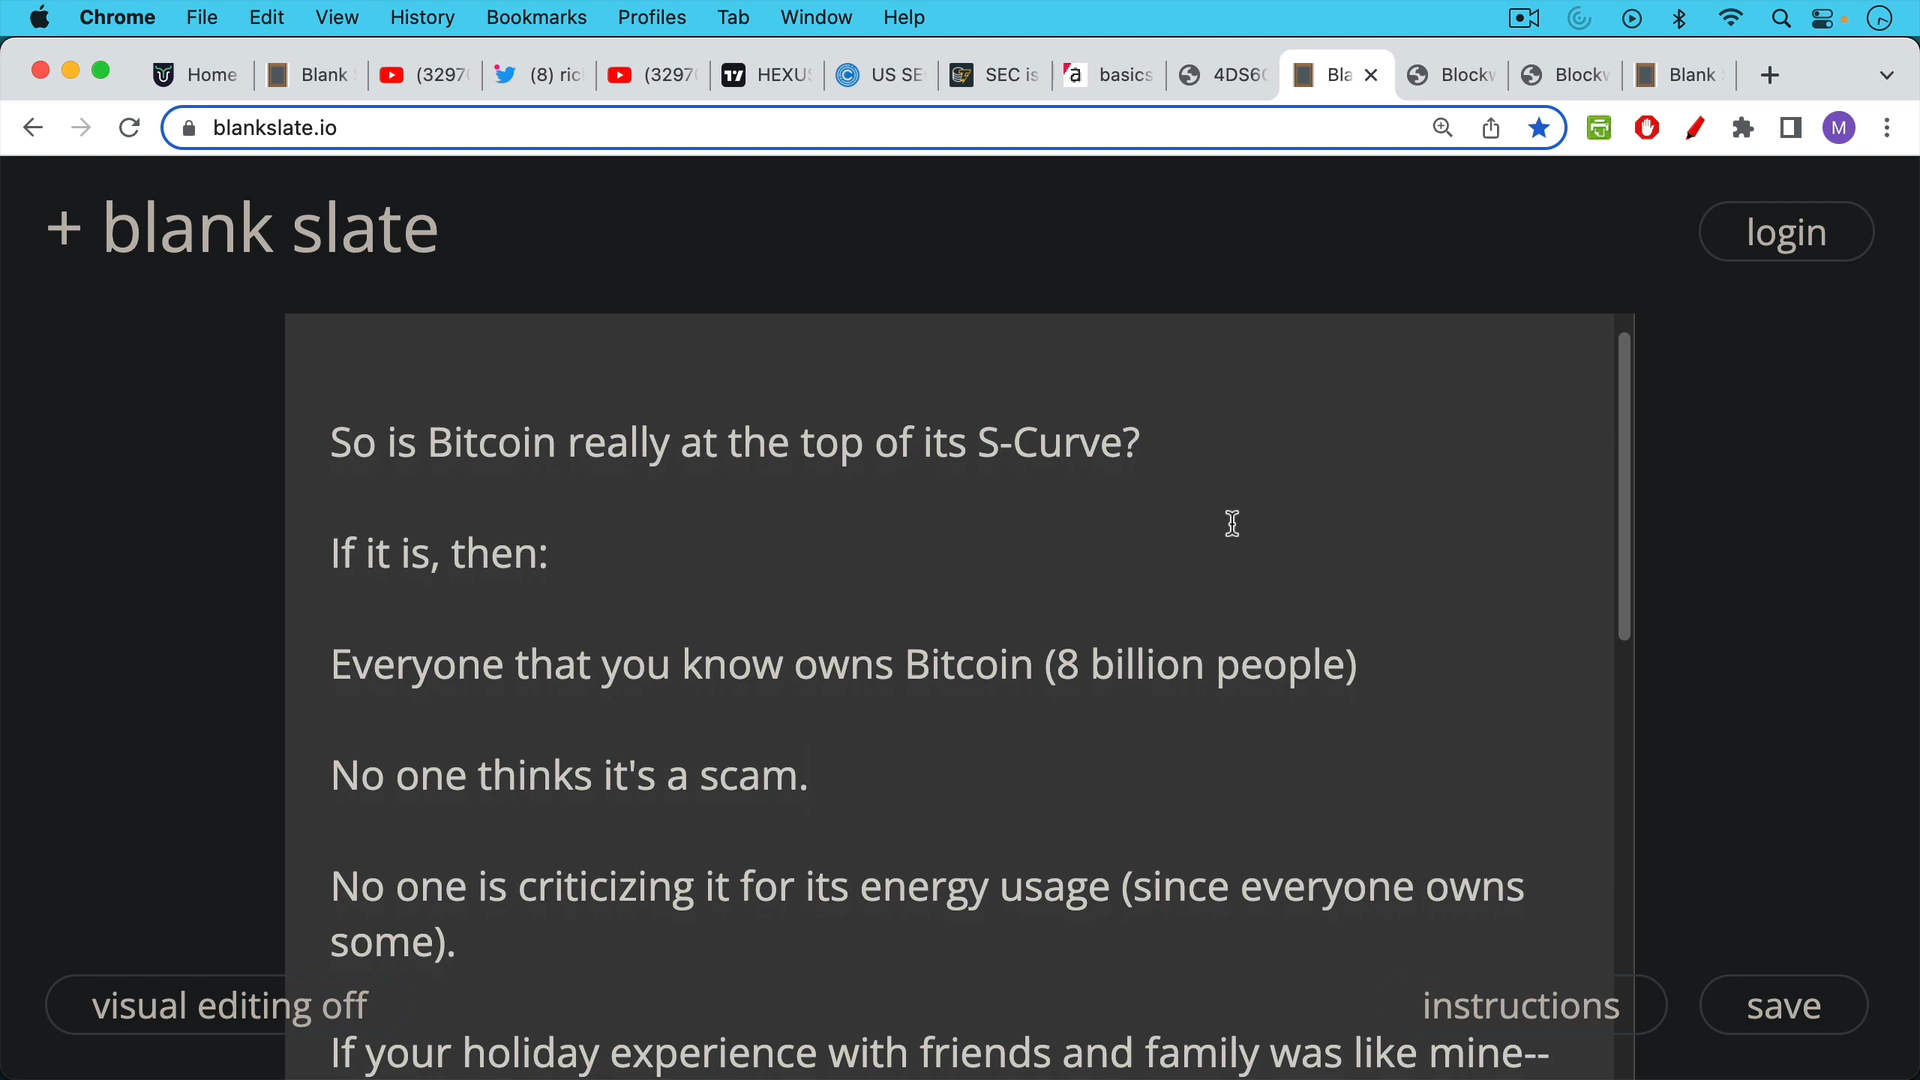 Chrome File Edit View History Bookmarks Profiles Tab Window Help
Home Blank (3297 (8) ric (3297 HEXUS US SE SEC is basics 4DS6 Bla Blockw Blockw Blank
blankslate.io M
+ blank slate
login
So is Bitcoin really at the top of its S-Curve?
If it is, then:
Everyone that you know owns Bitcoin (8 billion people)
No one thinks it's a scam.
No one is criticizing it for its energy usage (since everyone owns
some).
visual editing off
instructions
save
If your holiday experience with friends and family was like mine--